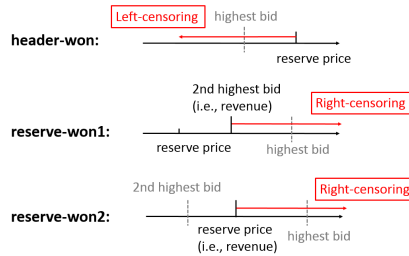 Left-censoring
highest bid
header-won:
reserve price
2nd highest bid
(i.e., revenue)
Right-censoring
reserve-won1:
reserve price
highest bid
2nd highest bid
Right-censoring
reserve-won2:
reserve price
(i.e., revenue)
highest bid